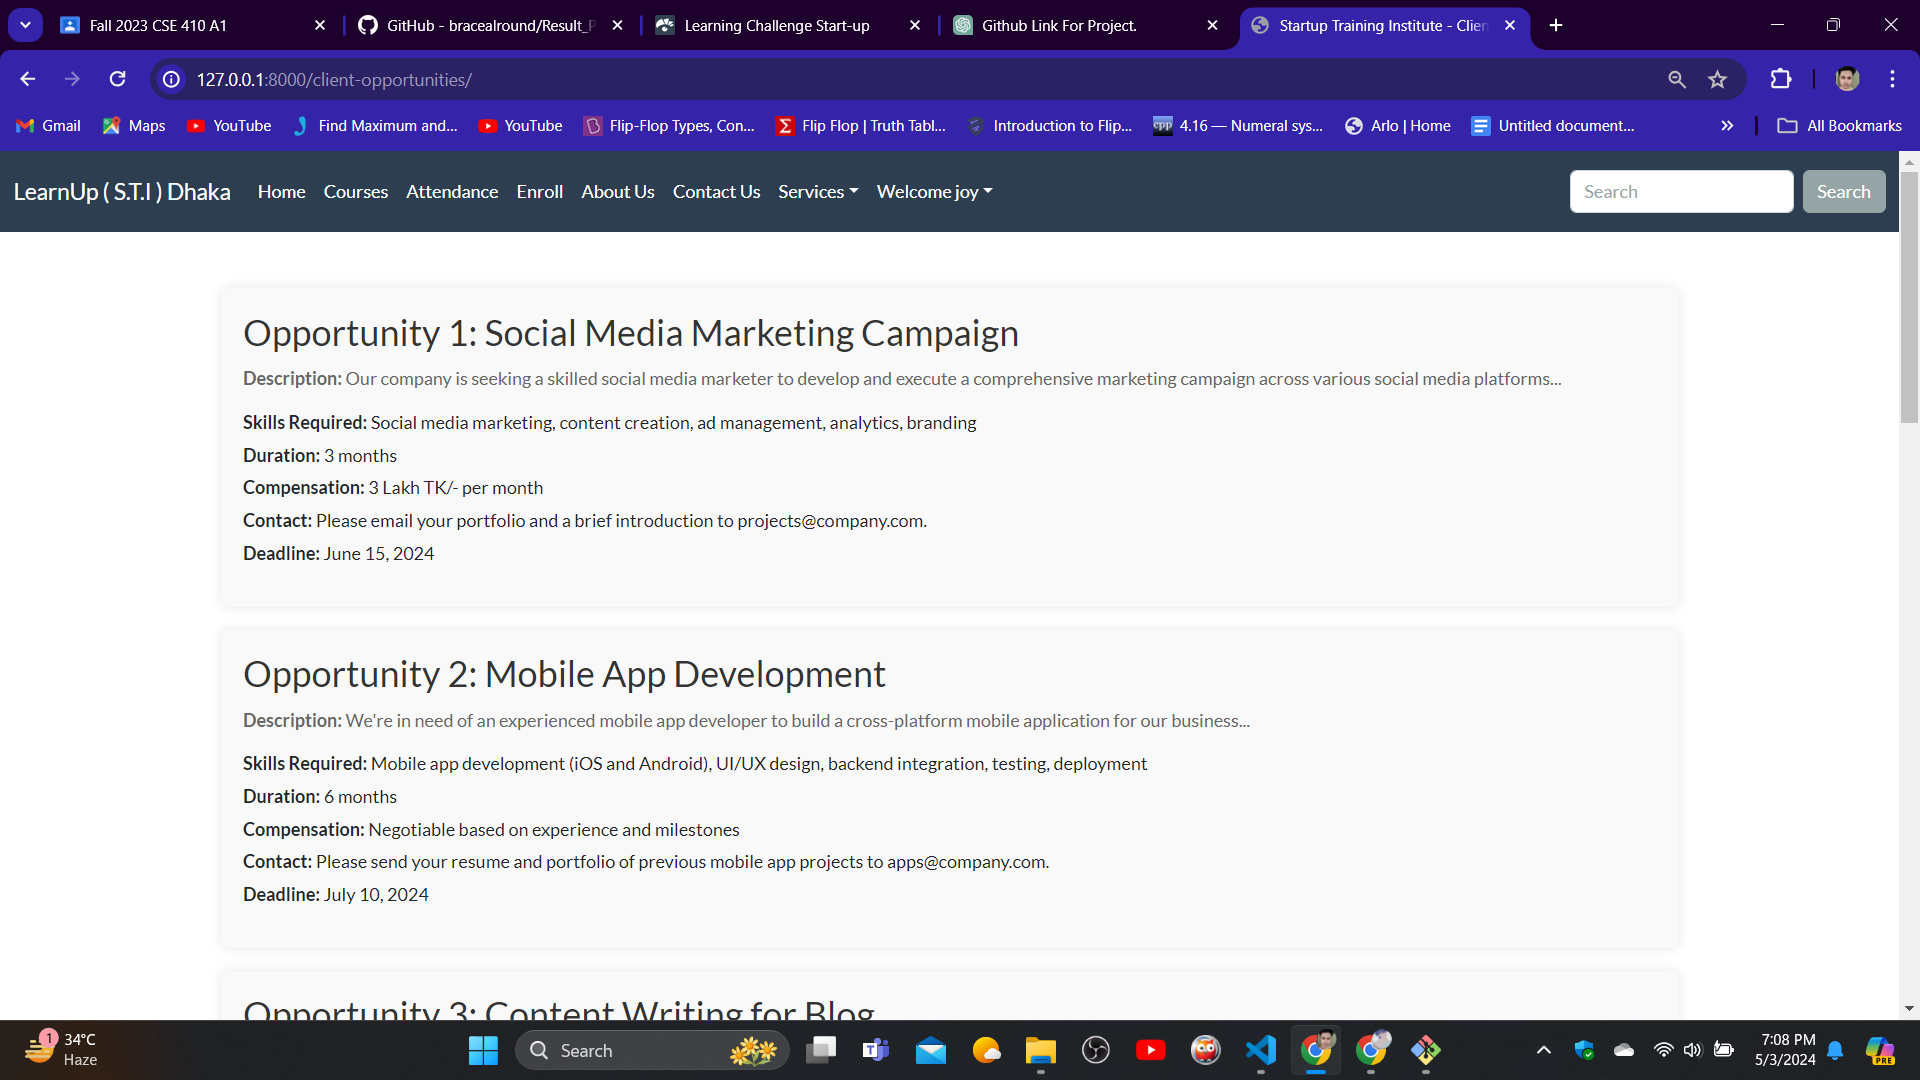 Fall 2023 CSE 410 A1
GitHub - bracealround/Result_P
Learning Challenge Start-up
Github Link For Project.
Startup Training Institute - Clien
127.0.0.1:8000/client-opportunities/
Gmail
Maps
YouTube
Find Maximum and...
YouTube
Flip-Flop Types, Con...
Flip Flop | Truth Tabl...
Introduction to Flip...
4.16 — Numeral sys...
Arlo | Home
Untitled document...
All Bookmarks
LearnUp ( S.T.I ) Dhaka
Home
Courses
Attendance
Enroll
About Us
Contact Us
Services
Welcome joy
Search
Search
Opportunity 1: Social Media Marketing Campaign
Description: Our company is seeking a skilled social media marketer to develop and execute a comprehensive marketing campaign across various social media platforms...
Skills Required: Social media marketing, content creation, ad management, analytics, branding
Duration: 3 months
Compensation: 3 Lakh TK/- per month
Contact: Please email your portfolio and a brief introduction to projects@company.com.
Deadline: June 15, 2024
Opportunity 2: Mobile App Development
Description: We're in need of an experienced mobile app developer to build a cross-platform mobile application for our business...
Skills Required: Mobile app development (iOS and Android), UI/UX design, backend integration, testing, deployment
Duration: 6 months
Compensation: Negotiable based on experience and milestones
Contact: Please send your resume and portfolio of previous mobile app projects to apps@company.com.
Deadline: July 10, 2024
Opportunity 3: Content Writing for Blog
1
34°C
Haze
Search
7:08 PM
5/3/2024
PRE